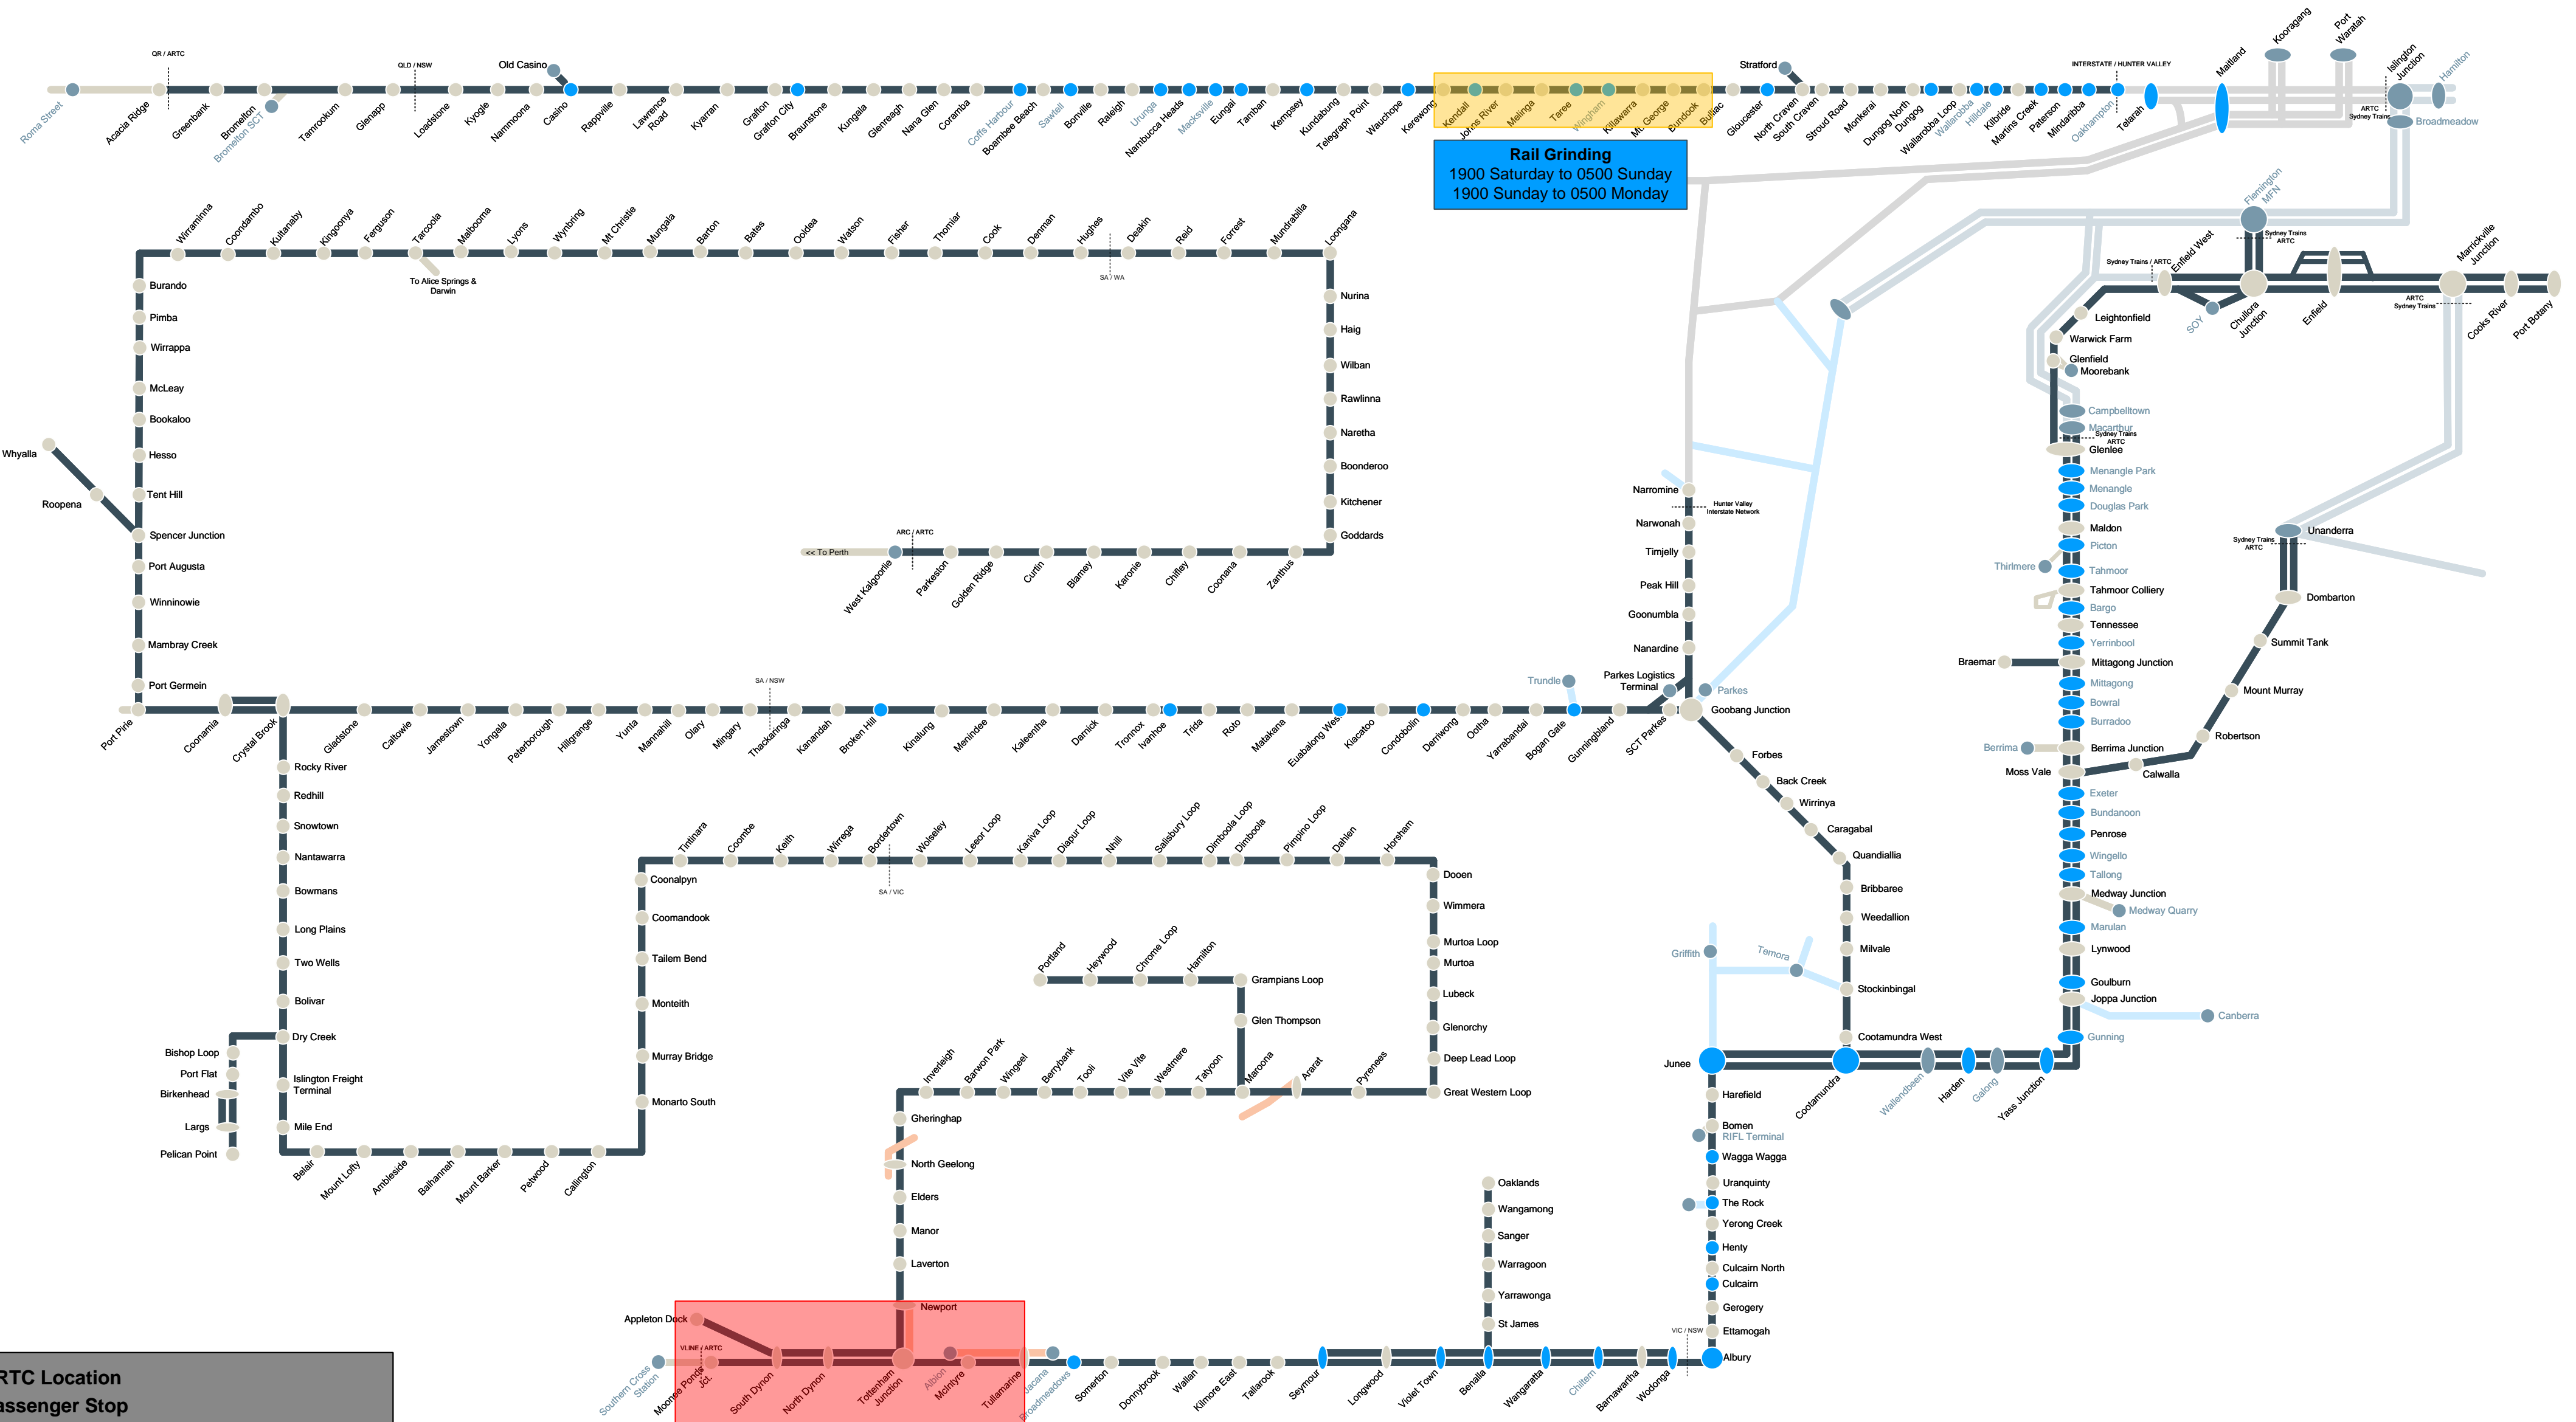 QR / ARTC
QLD / NSW
Old Casino
Stratford
INTERSTATE / HUNTER VALLEY
Maitland
Kooragang
Port
Waratah
Islington
Junction
Hamilton
ARTC
Sydney Trains
Broadmeadow
Roma Street
Acacia Ridge
Greenbank
Bromelton
Bromelton SCT
Tamrookum
Glenapp
Loadstone
Kyogle
Nammoona
Casino
Rappville
Lawrence
Road
Kyarran
Grafton
Grafton City
Braunstone
Kungala
Glenreagh
Nana Glen
Coramba
Coffs Harbour
Boambee Beach
Sawtell
Bonville
Raleigh
Urunga
Nambucca Heads
Macksville
Eungai
Tamban
Kempsey
Kundabung
Telegraph Point
Wauchope
Kerewong
Kendall
Johns River
Melinga
Taree
Wingham
Killawarra
Mt. George
Bundook
Bulliac
Gloucester
North Craven
South Craven
Stroud Road
Monkerai
Dungog North
Dungog
Wallarobba Loop
Wallarobba
Hilldale
Kilbride
Martins Creek
Paterson
Mindaribba
Oakhampton
Telarah
Rail Grinding
1900 Saturday to 0500 Sunday
1900 Sunday to 0500 Monday
Wirraminna
Coondambo
Kultanaby
Kingoonya
Ferguson
Tarcoola
Malbooma
Lyons
Wynbring
Mt Christie
Mungala
Barton
Bates
Ooldea
Watson
Fisher
Thomiar
Cook
Denman
Hughes
Deakin
Reid
Forrest
Mundrabilla
Loongana
SA / WA
To Alice Springs &
Darwin
Burando
Pimba
Wirrappa
McLeay
Bookaloo
Hesso
Tent Hill
Spencer Junction
Port Augusta
Winninowie
Mambray Creek
Port Germein
Whyalla
Roopena
Nurina
Haig
Wilban
Rawlinna
Naretha
Boonderoo
Kitchener
Goddards
ARC / ARTC
<< To Perth
West Kalgoorlie
Parkeston
Golden Ridge
Curtin
Blamey
Karonie
Chifley
Coonana
Zanthus
Flemington
MFN
Sydney Trains
ARTC
Sydney Trains / ARTC
Enfield West
Marrickville
Junction
ARTC
Sydney Trains
SOY
Chullora
Junction
Enfield
Cooks River
Port Botany
Leightonfield
Warwick Farm
Glenfield
Moorebank
Campbelltown
Macarthur
Sydney Trains
ARTC
Glenlee
Menangle Park
Menangle
Douglas Park
Maldon
Picton
Thirlmere
Tahmoor
Tahmoor Colliery
Bargo
Tennessee
Yerrinbool
Braemar
Mittagong Junction
Mittagong
Bowral
Burradoo
Berrima
Berrima Junction
Moss Vale
Exeter
Bundanoon
Penrose
Wingello
Tallong
Medway Junction
Medway Quarry
Marulan
Lynwood
Goulburn
Joppa Junction
Canberra
Gunning
Unanderra
Sydney Trains
ARTC
Dombarton
Summit Tank
Mount Murray
Robertson
Calwalla
Narromine
Hunter Valley
Interstate Network
Narwonah
Timjelly
Peak Hill
Goonumbla
Nanardine
Parkes Logistics
Terminal
Parkes
Trundle
Goobang Junction
SA / NSW
Port Pirie
Coonamia
Crystal Brook
Gladstone
Caltowie
Jamestown
Yongala
Peterborough
Hillgrange
Yunta
Mannahill
Olary
Mingary
Thackaringa
Kanandah
Broken Hill
Kinalung
Menindee
Kaleentha
Darnick
Tronnox
Ivanhoe
Trida
Roto
Matakana
Euabalong West
Kiacatoo
Condobolin
Derriwong
Ootha
Yarrabandai
Bogan Gate
Gunningbland
SCT Parkes
Forbes
Back Creek
Wirrinya
Caragabal
Quandiallia
Bribbaree
Weedallion
Milvale
Stockinbingal
Cootamundra West
Griffith
Temora
Junee
Cootamundra
Wallendbeen
Harden
Galong
Yass Junction
Rocky River
Redhill
Snowtown
Nantawarra
Bowmans
Long Plains
Two Wells
Bolivar
Dry Creek
Islington Freight
Terminal
Mile End
Bishop Loop
Port Flat
Birkenhead
Largs
Pelican Point
Belair
Mount Lofty
Ambleside
Balhannah
Mount Barker
Petwood
Callington
Tintinara
Coombe
Keith
Wirrega
Bordertown
Wolseley
Leeor Loop
Kaniva Loop
Diapur Loop
Nhill
Salisbury Loop
Dimboola Loop
Dimboola
Pimpino Loop
Dahlen
Horsham
SA / VIC
Coonalpyn
Coomandook
Tailem Bend
Monteith
Murray Bridge
Monarto South
Dooen
Wimmera
Murtoa Loop
Murtoa
Lubeck
Glenorchy
Deep Lead Loop
Great Western Loop
Portland
Heywood
Chrome Loop
Hamilton
Grampians Loop
Glen Thompson
Inverleigh
Barwon Park
Wingeel
Berrybank
Tooli
Vite Vite
Westmere
Tatyoon
Maroona
Ararat
Pyrenees
Gheringhap
North Geelong
Elders
Manor
Laverton
Newport
Harefield
Bomen
RIFL Terminal
Wagga Wagga
Uranquinty
The Rock
Yerong Creek
Henty
Culcairn North
Culcairn
Gerogery
Ettamogah
Albury
VIC / NSW
Oaklands
Wangamong
Sanger
Warragoon
Yarrawonga
St James
Appleton Dock
VLINE / ARTC
Southern Cross
Station
Moonee Ponds
Jct.
South Dynon
North Dynon
Tottenham
Junction
Albion
McIntyre
Tullamarine
Jacana
Broadmeadows
Somerton
Donnybrook
Wallan
Kilmore East
Tallarook
Seymour
Longwood
Violet Town
Benalla
Wangaratta
Chiltern
Barnawartha
Wodonga
RTC Location
assenger Stop